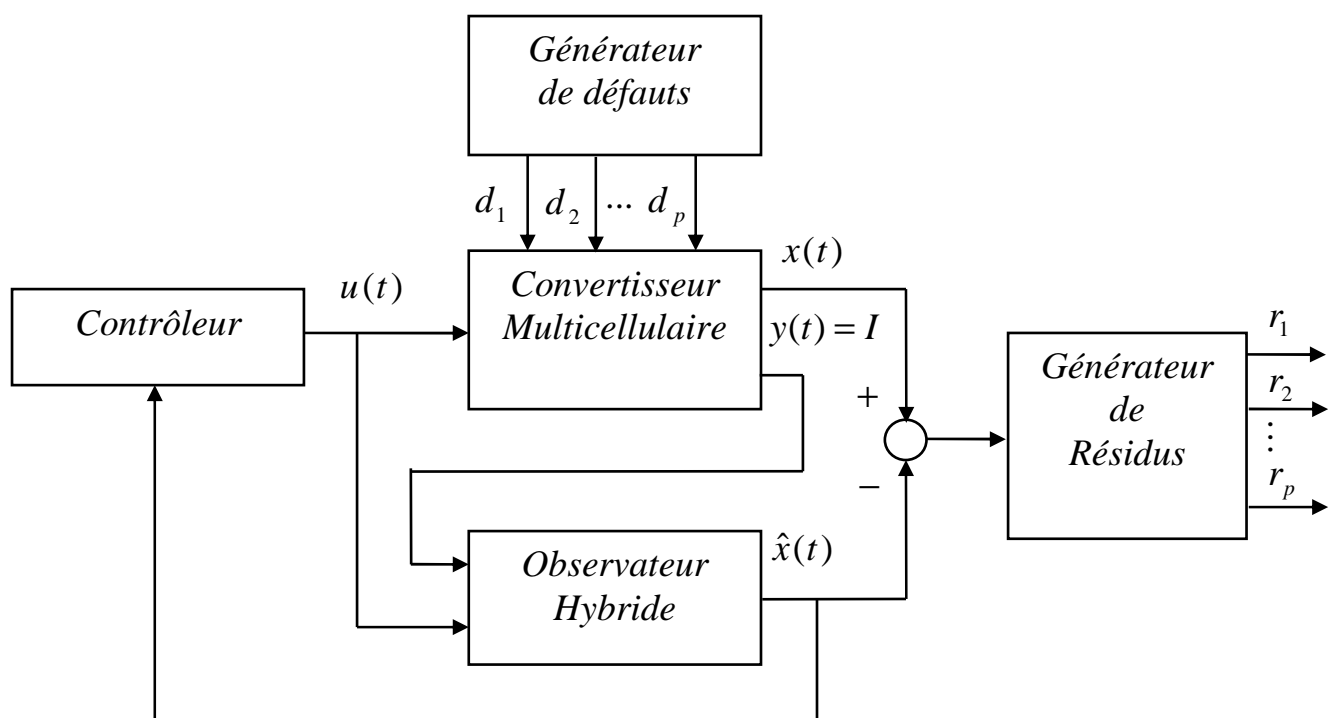 Générateur
de défauts
d₁ d₂ ... dₚ
x(t)
u(t)
Convertisseur
Multicellulaire
Contrôleur
y(t) = I
r₁
Générateur
de
Résidus
+
r₂
⋮
−
rₚ
Observateur
Hybride
x̂(t)